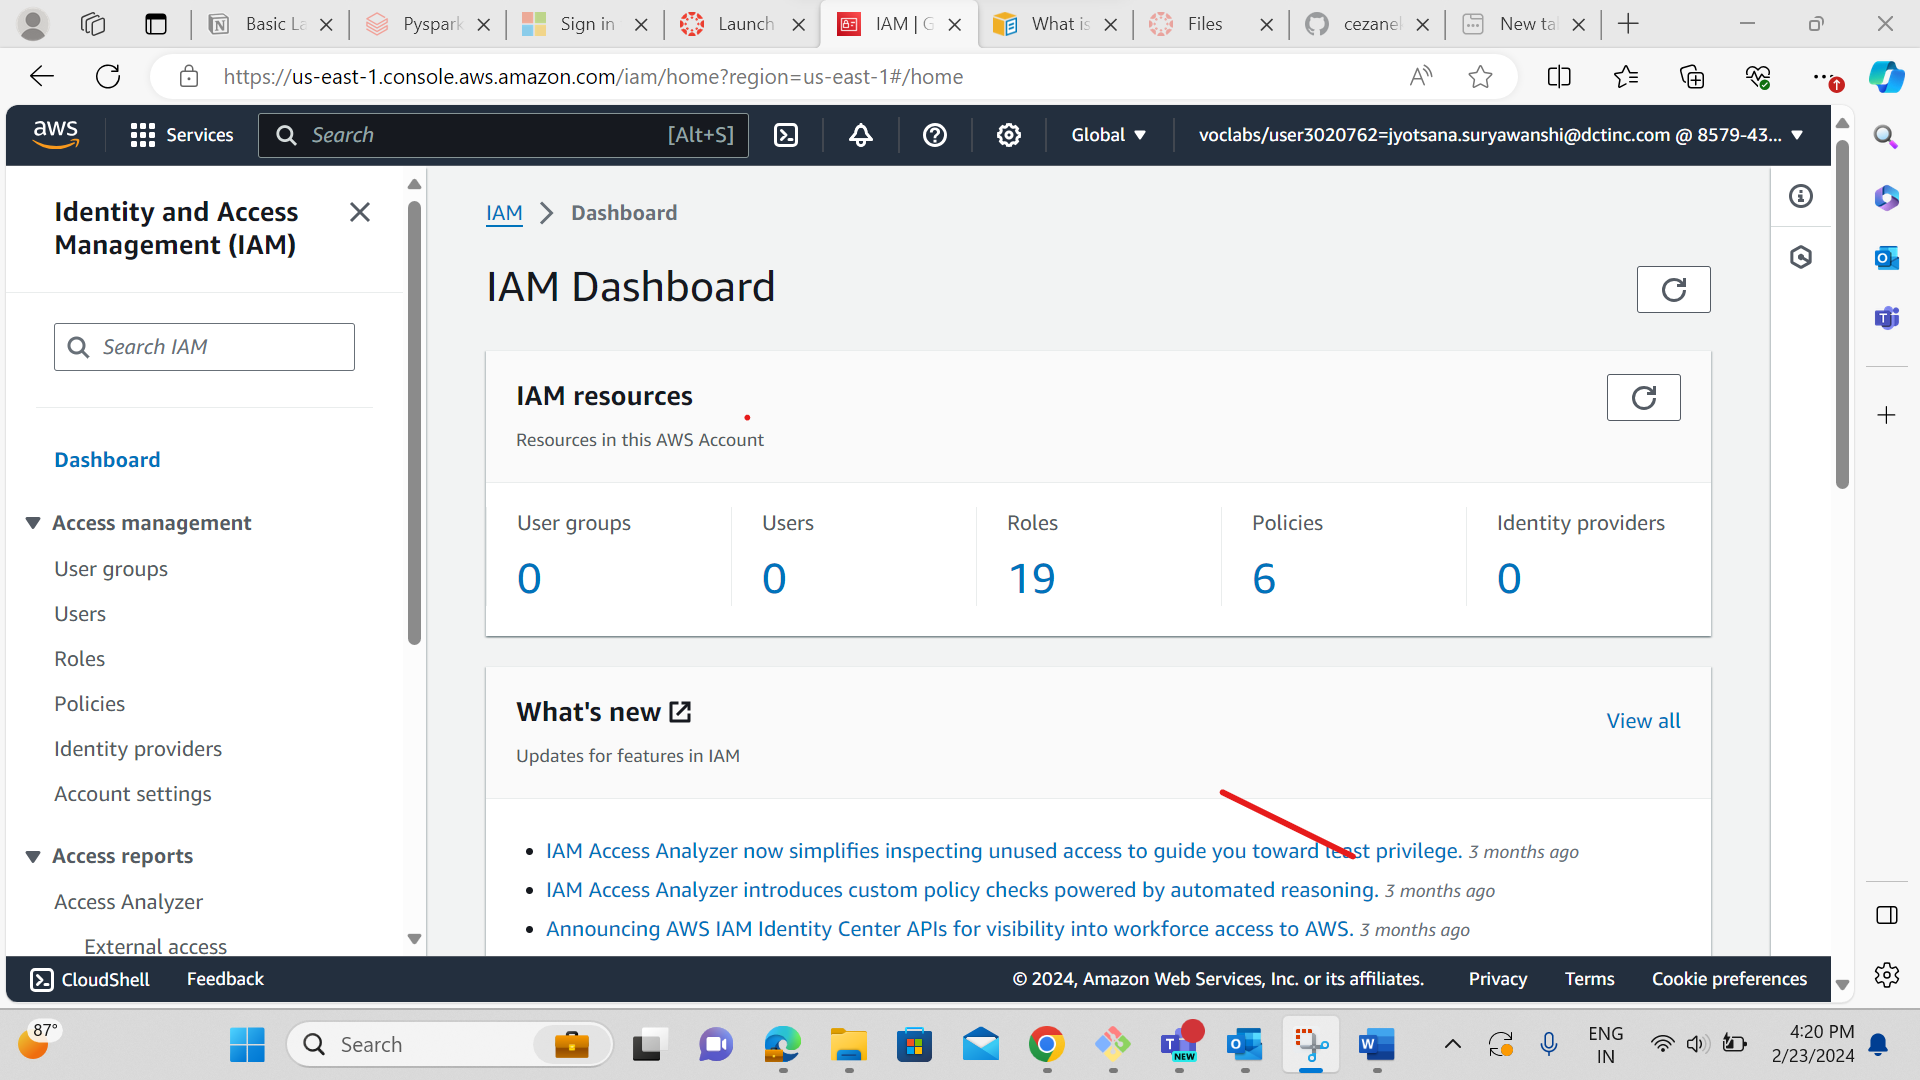 Basic La
Pyspark
Sign in
Launch
IAM | G
What is
Files
cezanek
New tab
https://us-east-1.console.aws.amazon.com/iam/home?region=us-east-1#/home
aws
Services
Search
[Alt+S]
Global
voclabs/user3020762=jyotsana.suryawanshi@dctinc.com @ 8579-43...
Identity and Access
Management (IAM)
Search IAM
Dashboard
Access management
User groups
Users
Roles
Policies
Identity providers
Account settings
Access reports
Access Analyzer
External access
IAM > Dashboard
IAM Dashboard
IAM resources
Resources in this AWS Account
User groups
0
Users
0
Roles
19
Policies
6
Identity providers
0
What's new
View all
Updates for features in IAM
IAM Access Analyzer now simplifies inspecting unused access to guide you toward least privilege. 3 months ago
IAM Access Analyzer introduces custom policy checks powered by automated reasoning. 3 months ago
Announcing AWS IAM Identity Center APIs for visibility into workforce access to AWS. 3 months ago
CloudShell
Feedback
© 2024, Amazon Web Services, Inc. or its affiliates.
Privacy
Terms
Cookie preferences
87°
Search
NEW
ENG
IN
4:20 PM
2/23/2024